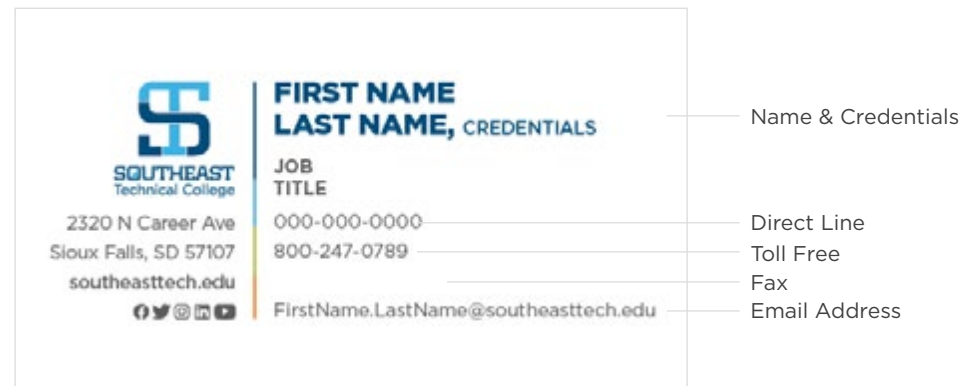 ST
SOUTHEAST
Technical College
2320 N Career Ave
Sioux Falls, SD 57107
southeasttech.edu
FIRST NAME
LAST NAME, CREDENTIALS
JOB
TITLE
000-000-0000
800-247-0789
FirstName.LastName@southeasttech.edu
Name & Credentials
Direct Line
Toll Free
Fax
Email Address